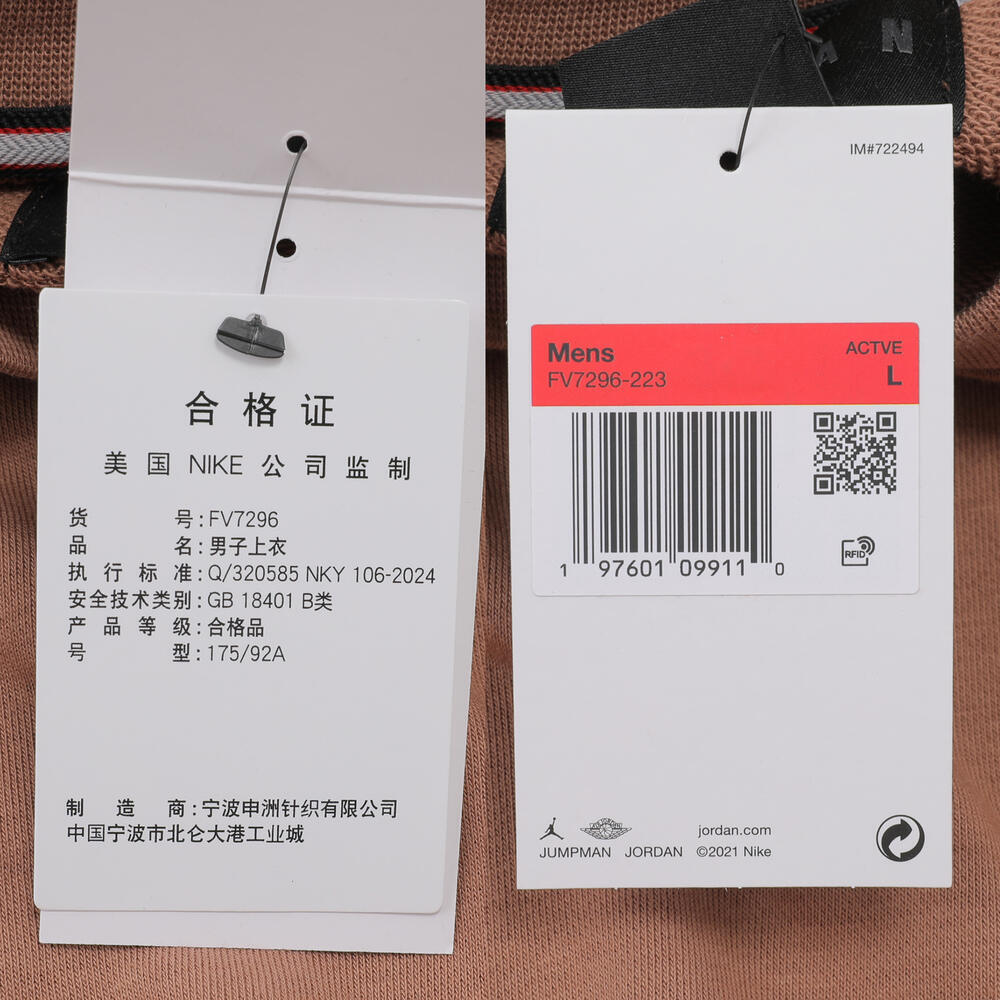 合格证
美国 NIKE 公司监制
货 号:FV7296
品 名:男子上衣
执行标准:Q/320585 NKY 106-2024
安全技术类别:GB 18401 B类
产品等级:合格品
号 型:175/92A
制造商:宁波申洲针织有限公司
中国宁波市北仑大港工业城
N
A
IM#722494
Mens
ACTVE
FV7296-223
L
1 97601 09911 0
RFID
jordan.com
JUMPMAN JORDAN ©2021 Nike